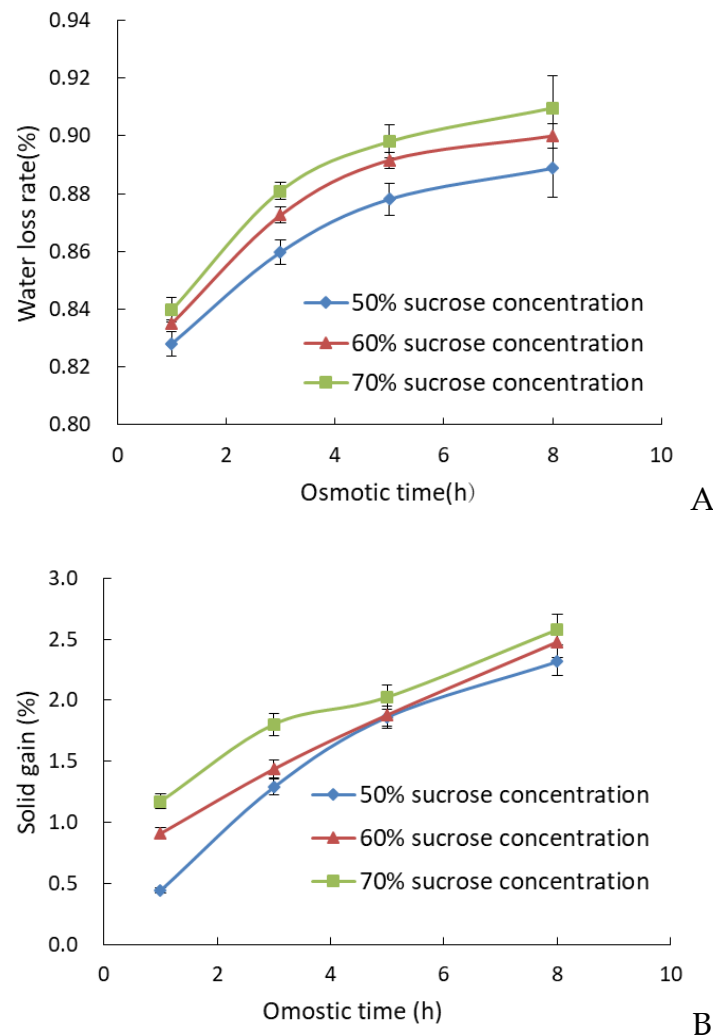 0.94
0.92
0.90
0.88
0.86
0.84
0.82
0.80
Water loss rate(%)
50% sucrose concentration
60% sucrose concentration
70% sucrose concentration
0 2 4 6 8 10
Osmotic time(h)
A
3.0
2.5
2.0
1.5
1.0
0.5
0.0
Solid gain (%)
50% sucrose concentration
60% sucrose concentration
70% sucrose concentration
0 2 4 6 8 10
Omostic time (h)
B